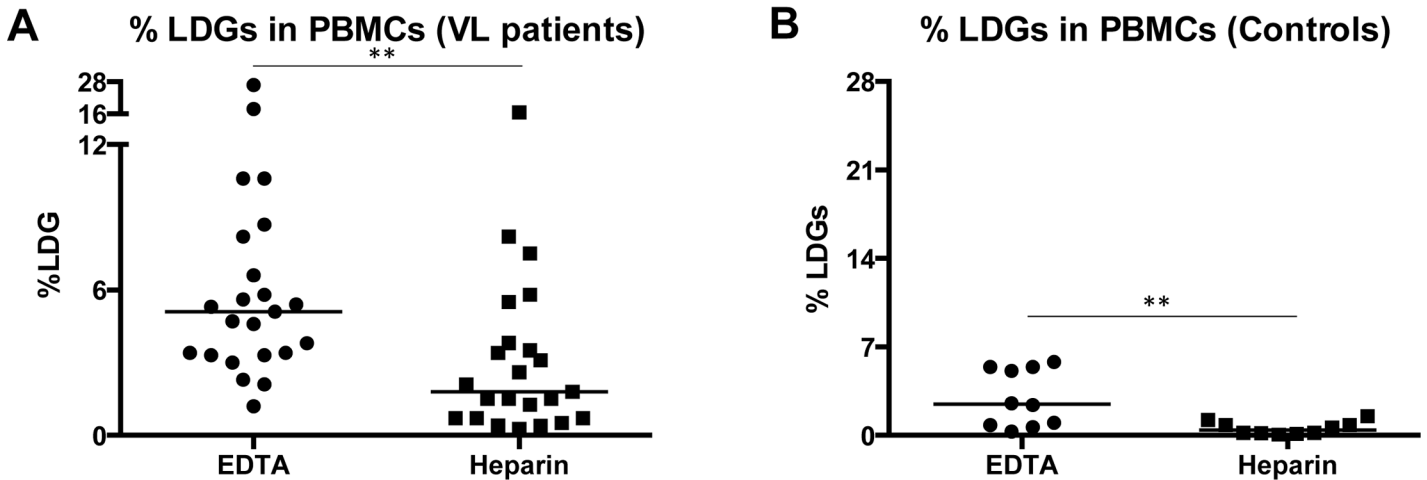 A
% LDGs in PBMCs (VL patients)
**
28
16
12
6
0
%LDG
EDTA
Heparin
B
% LDGs in PBMCs (Controls)
28
21
14
7
0
% LDGs
**
EDTA
Heparin